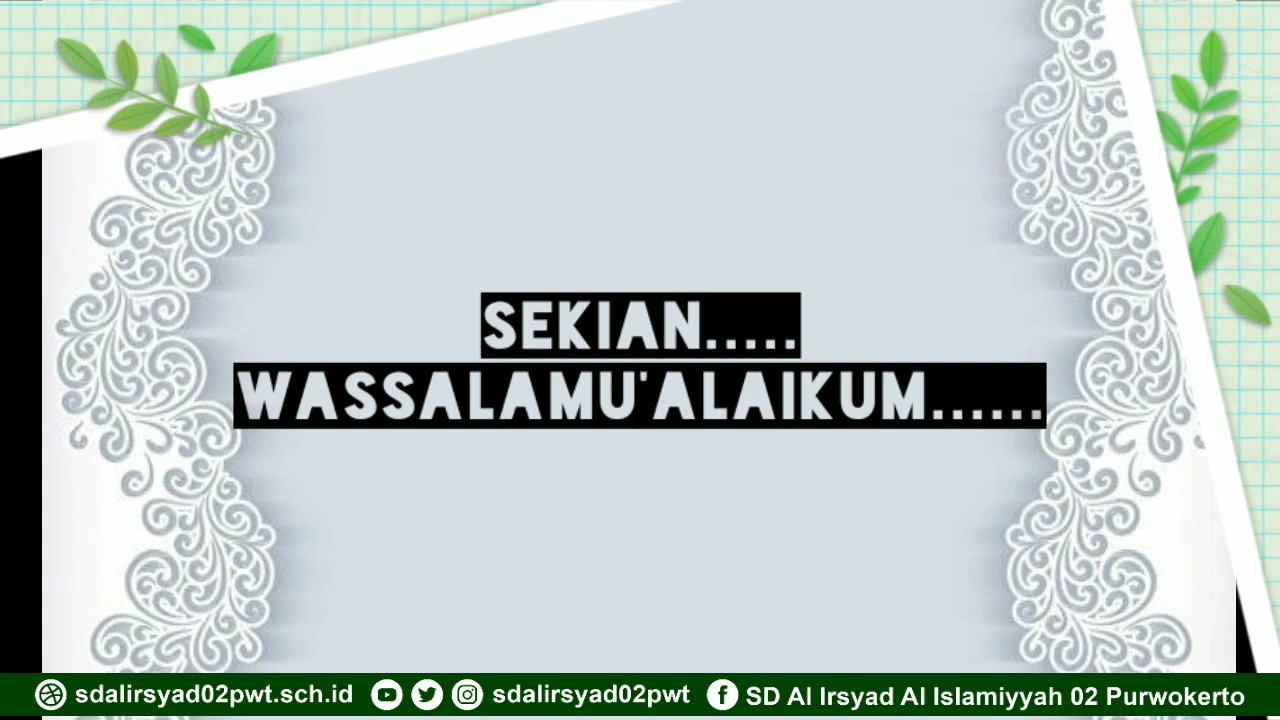 SEKIAN.....
WASSALAMU'ALAIKUM......
sdalirsyad02pwt.sch.id sdalirsyad02pwt SD Al Irsyad Al Islamiyyah 02 Purwokerto